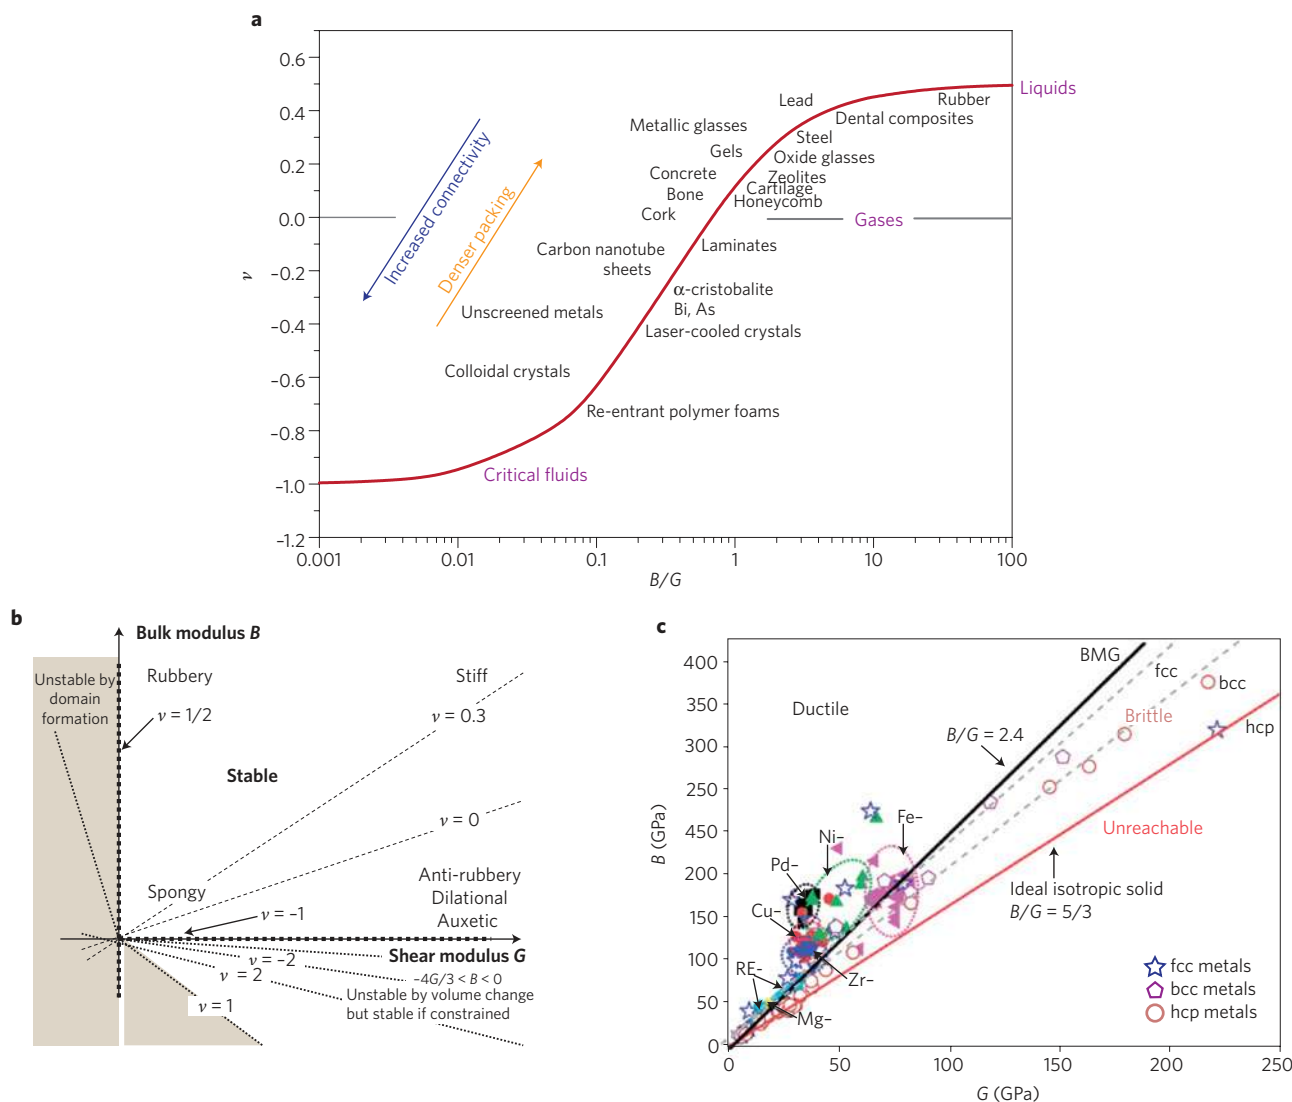 a
0.6
0.4
0.2
0.0
–0.2
–0.4
–0.6
–0.8
–1.0
–1.2
ν
Increased connectivity
Denser packing
Lead
Rubber
Liquids
Dental composites
Metallic glasses
Steel
Gels
Oxide glasses
Concrete
Zeolites
Bone
Cartilage
Honeycomb
Cork
Gases
Carbon nanotube
sheets
Laminates
α-cristobalite
Bi, As
Unscreened metals
Laser-cooled crystals
Colloidal crystals
Re-entrant polymer foams
Critical fluids
0.001
0.01
0.1
1
10
100
B/G
b
Bulk modulus B
Unstable by
domain
formation
Rubbery
Stiff
ν = 1/2
ν = 0.3
Stable
ν = 0
Spongy
Anti-rubbery
Dilational
Auxetic
ν = –1
Shear modulus G
ν = –2
–4G/3 < B < 0
ν = 2
Unstable by volume change
but stable if constrained
ν = 1
c
400
350
300
250
450
200
150
100
50
0
B (GPa)
BMG
fcc
bcc
Ductile
Brittle
B/G = 2.4
hcp
Unreachable
Fe–
Ni–
Pd–
Cu–
RE–
Zr–
Mg–
Ideal isotropic solid
B/G = 5/3
fcc metals
bcc metals
hcp metals
0
50
100
150
200
250
G (GPa)